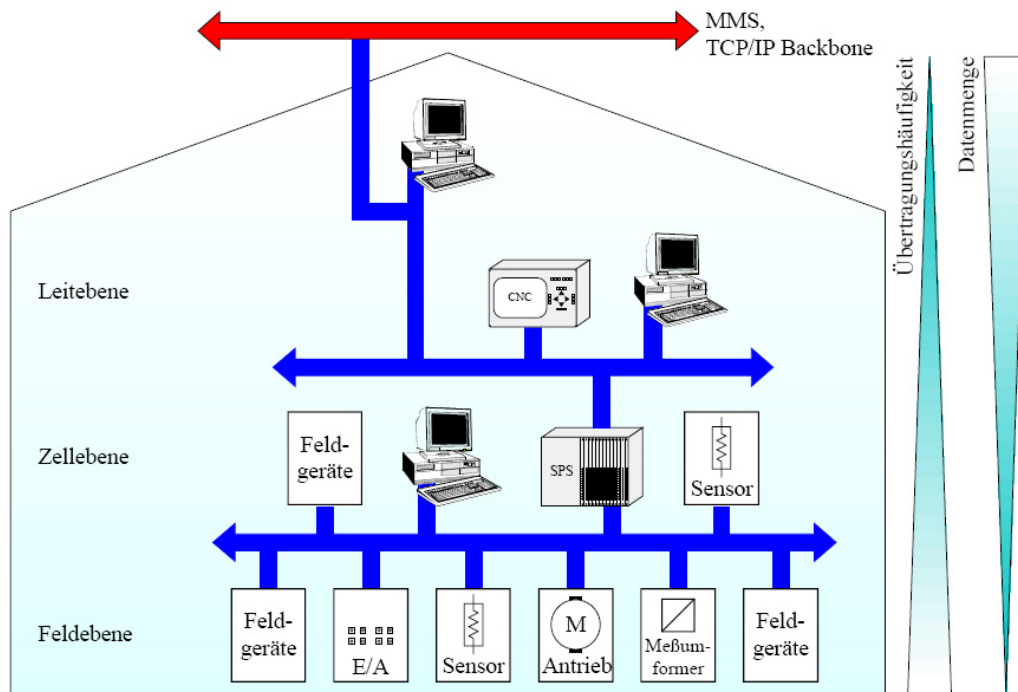 MMS,
TCP/IP Backbone
Übertragungshäufigkeit
Datenmenge
Leitebene
CNC
Zellebene
Feld-
geräte
SPS
Sensor
Feldebene
Feld-
geräte
E/A
Sensor
M
Antrieb
Meßum-
former
Feld-
geräte